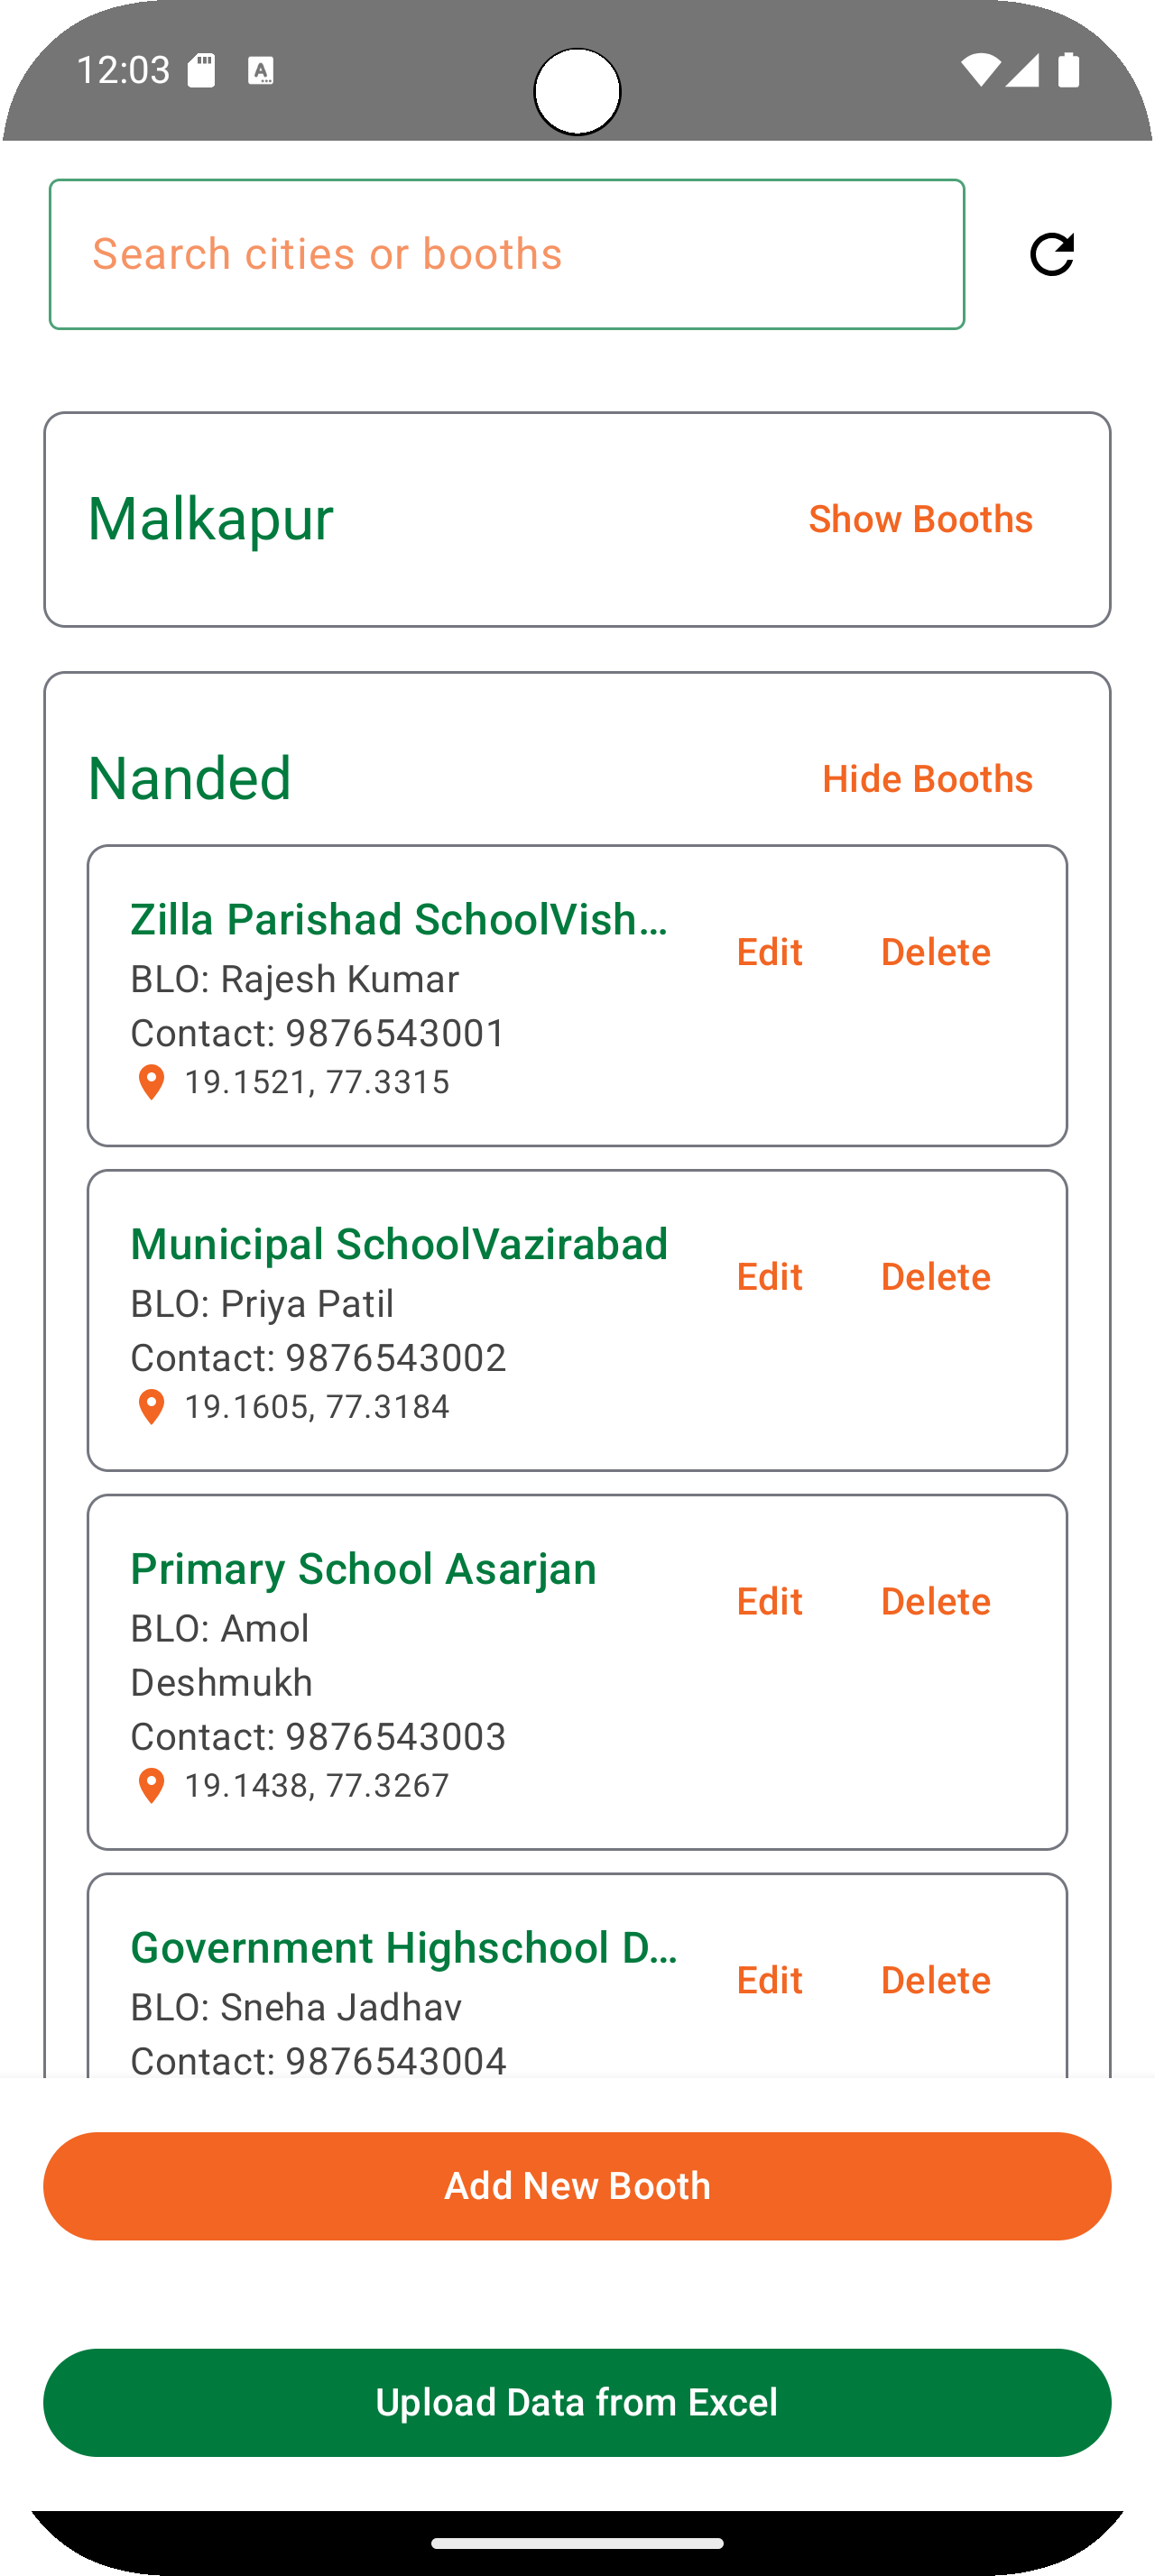 12:03
Search cities or booths
Malkapur
Show Booths
Nanded
Hide Booths
Zilla Parishad SchoolVish...
Edit
Delete
BLO: Rajesh Kumar
Contact: 9876543001
19.1521, 77.3315
Municipal SchoolVazirabad
Edit
Delete
BLO: Priya Patil
Contact: 9876543002
19.1605, 77.3184
Primary School Asarjan
Edit
Delete
BLO: Amol
Deshmukh
Contact: 9876543003
19.1438, 77.3267
Government Highschool D...
Edit
Delete
BLO: Sneha Jadhav
Contact: 9876543004
Add New Booth
Upload Data from Excel